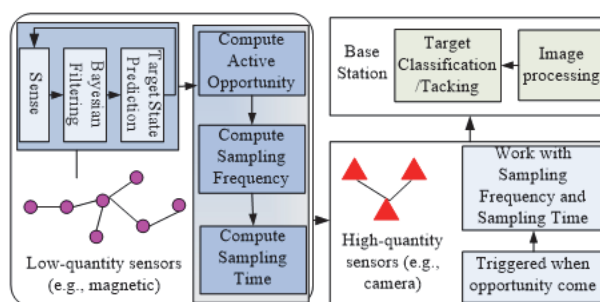 Sense
Bayesian
Filtering
Target State
Prediction
Compute
Active
Opportunity
Compute
Sampling
Frequency
Compute
Sampling
Time
Low-quantity sensors
(e.g., magnetic)
Base
Station
Target
Classification
/Tacking
Image
processing
High-quantity
sensors (e.g.,
camera)
Work with
Sampling
Frequency and
Sampling Time
Triggered when
opportunity come